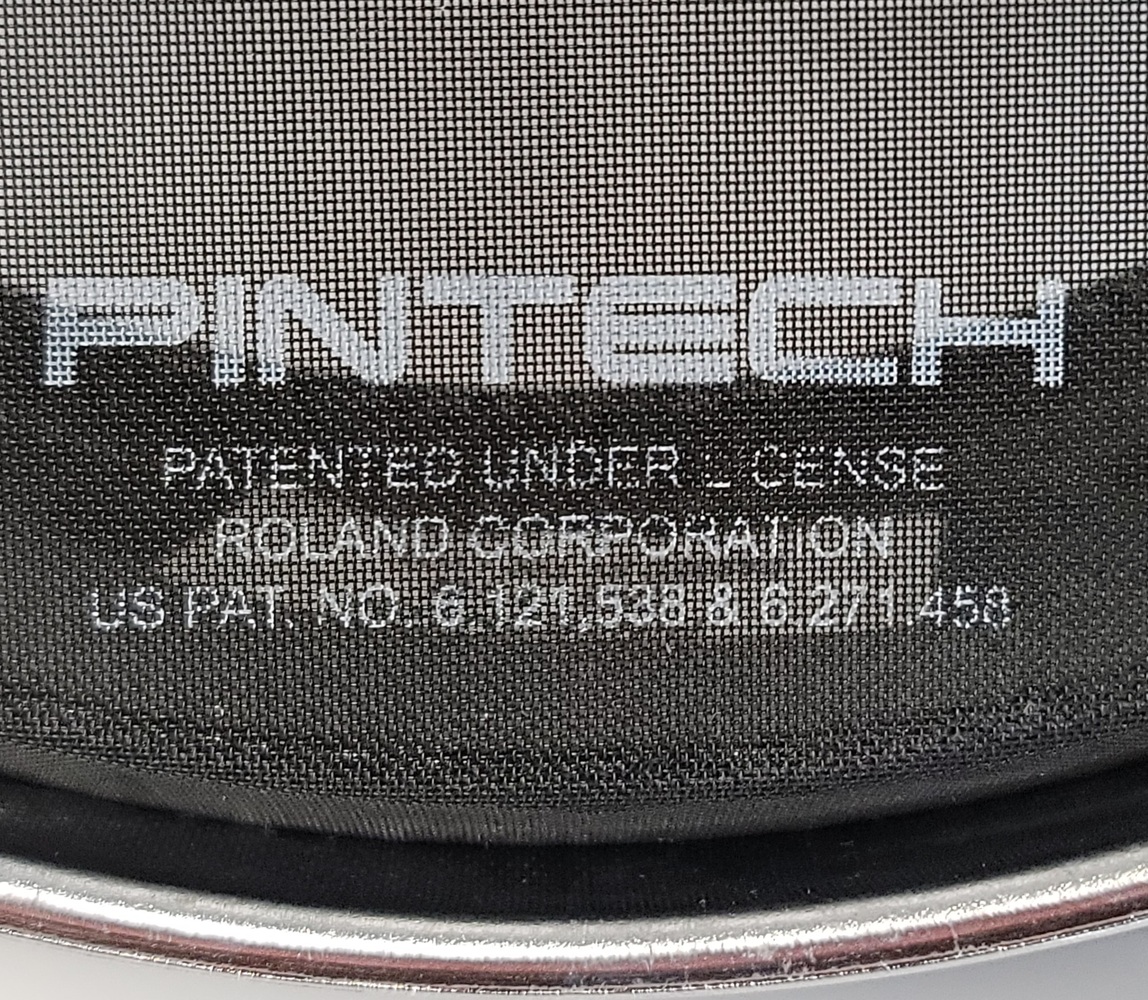 PINTECH
PATENTED UNDER LICENSE
ROLAND CORPORATION
US PAT. NO. 6,121,538 & 6,271,458